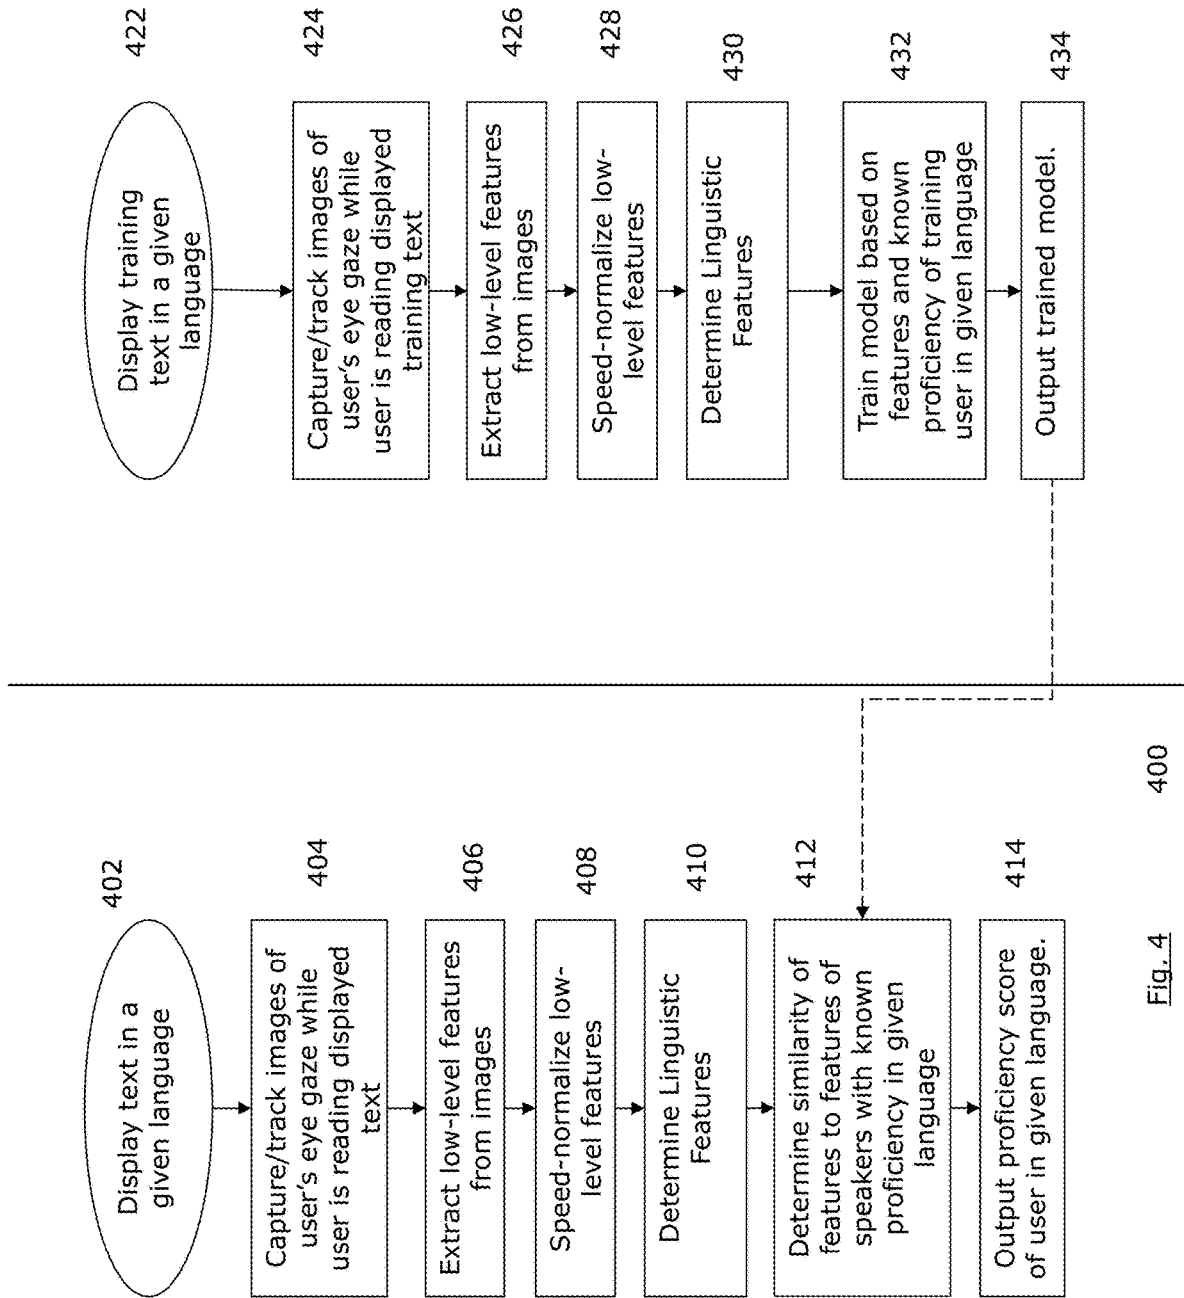 402
Display text in a
given language
404
Capture/track images of
user's eye gaze while
user is reading displayed
text
406
Extract low-level features
from images
408
Speed-normalize low-
level features
410
Determine Linguistic
Features
412
Determine similarity of
features to features of
speakers with known
proficiency in given
language
414
Output proficiency score
of user in given language.
422
Display training
text in a given
language
424
Capture/track images of
user's eye gaze while
user is reading displayed
training text
426
Extract low-level features
from images
428
Speed-normalize low-
level features
430
Determine Linguistic
Features
432
Train model based on
features and known
proficiency of training
user in given language
434
Output trained model.
Fig. 4
400